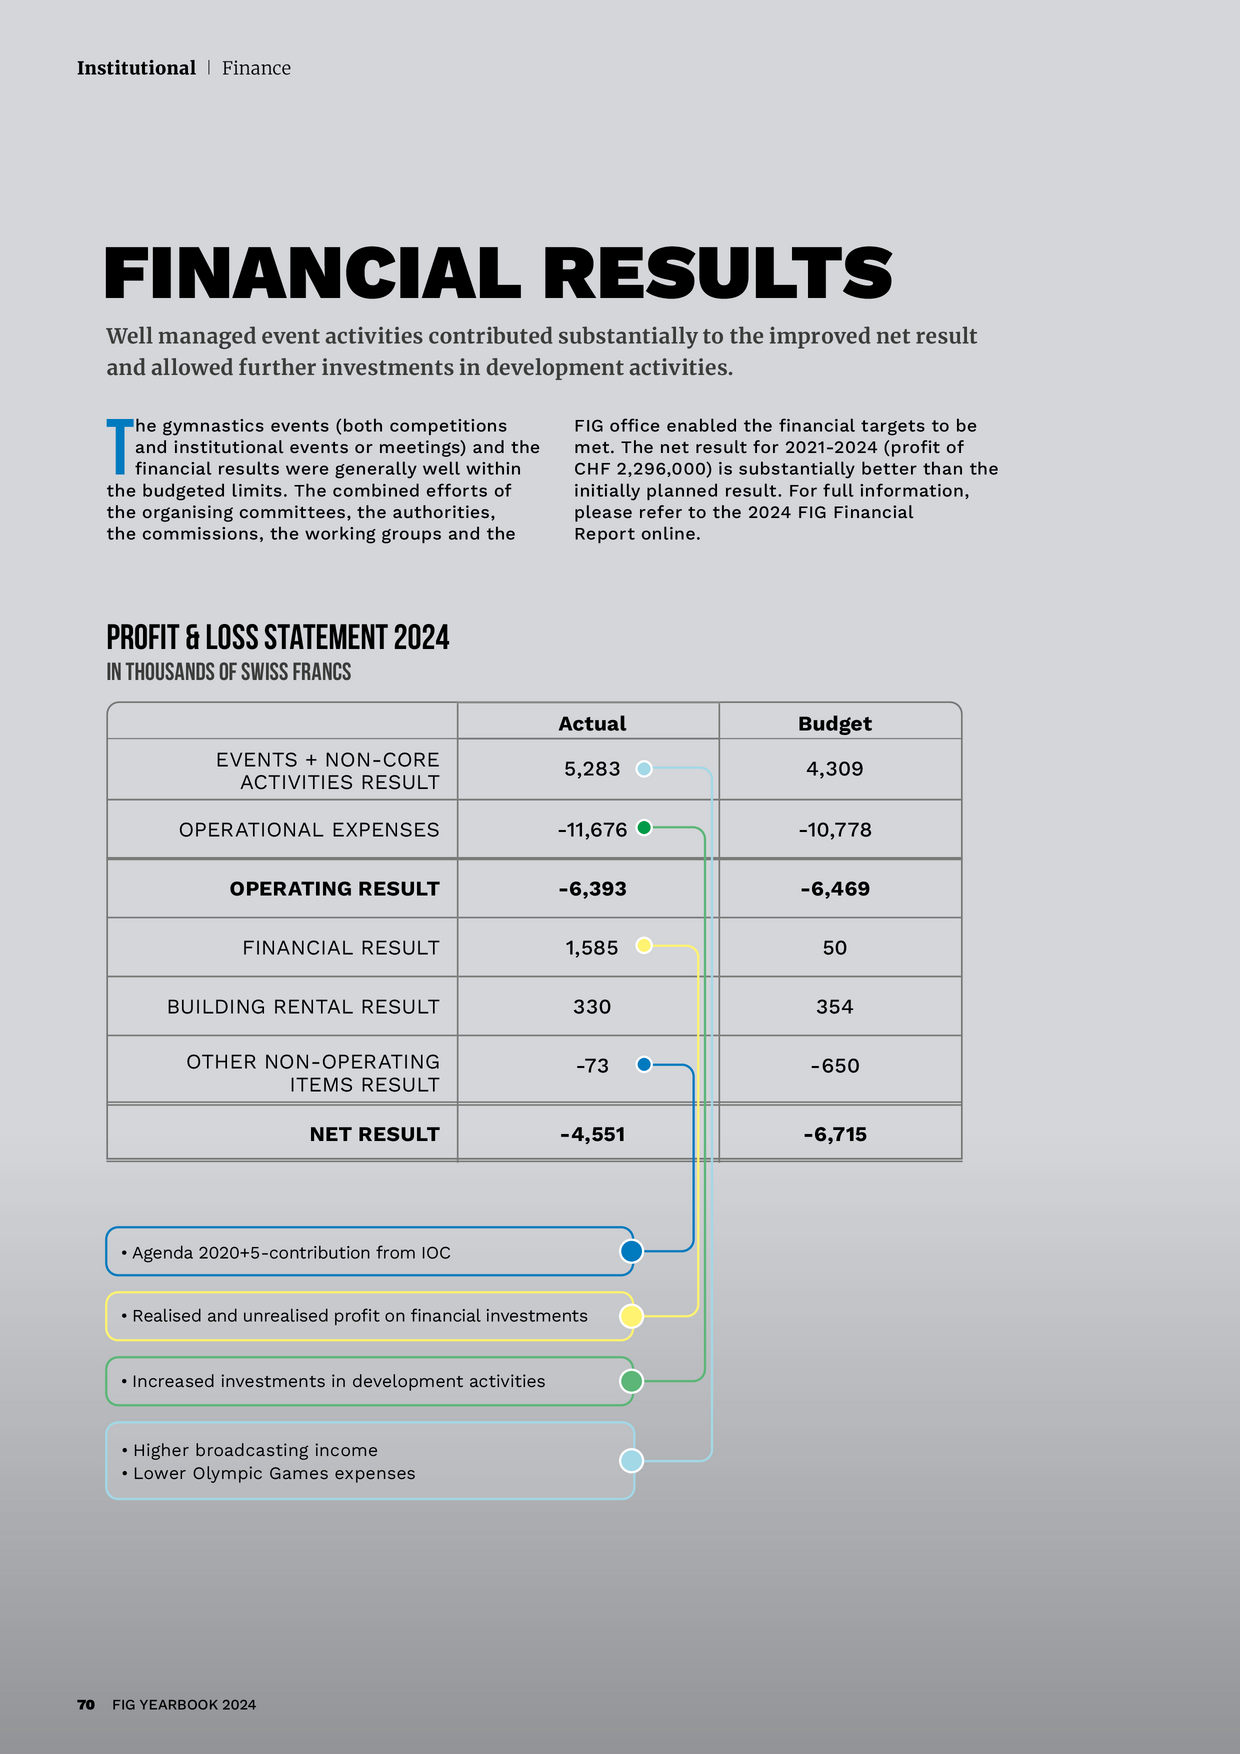 Institutional | Finance
FINANCIAL RESULTS
Well managed event activities contributed substantially to the improved net result
and allowed further investments in development activities.
The gymnastics events (both competitions
and institutional events or meetings) and the
financial results were generally well within
the budgeted limits. The combined efforts of
the organising committees, the authorities,
the commissions, the working groups and the
FIG office enabled the financial targets to be
met. The net result for 2021-2024 (profit of
CHF 2,296,000) is substantially better than the
initially planned result. For full information,
please refer to the 2024 FIG Financial
Report online.
PROFIT & LOSS STATEMENT 2024
IN THOUSANDS OF SWISS FRANCS
Actual Budget
EVENTS + NON-CORE
ACTIVITIES RESULT 5,283 4,309
OPERATIONAL EXPENSES -11,676 -10,778
OPERATING RESULT -6,393 -6,469
FINANCIAL RESULT 1,585 50
BUILDING RENTAL RESULT 330 354
OTHER NON-OPERATING
ITEMS RESULT -73 -650
NET RESULT -4,551 -6,715
• Agenda 2020+5-contribution from IOC
• Realised and unrealised profit on financial investments
• Increased investments in development activities
• Higher broadcasting income
• Lower Olympic Games expenses
70 FIG YEARBOOK 2024